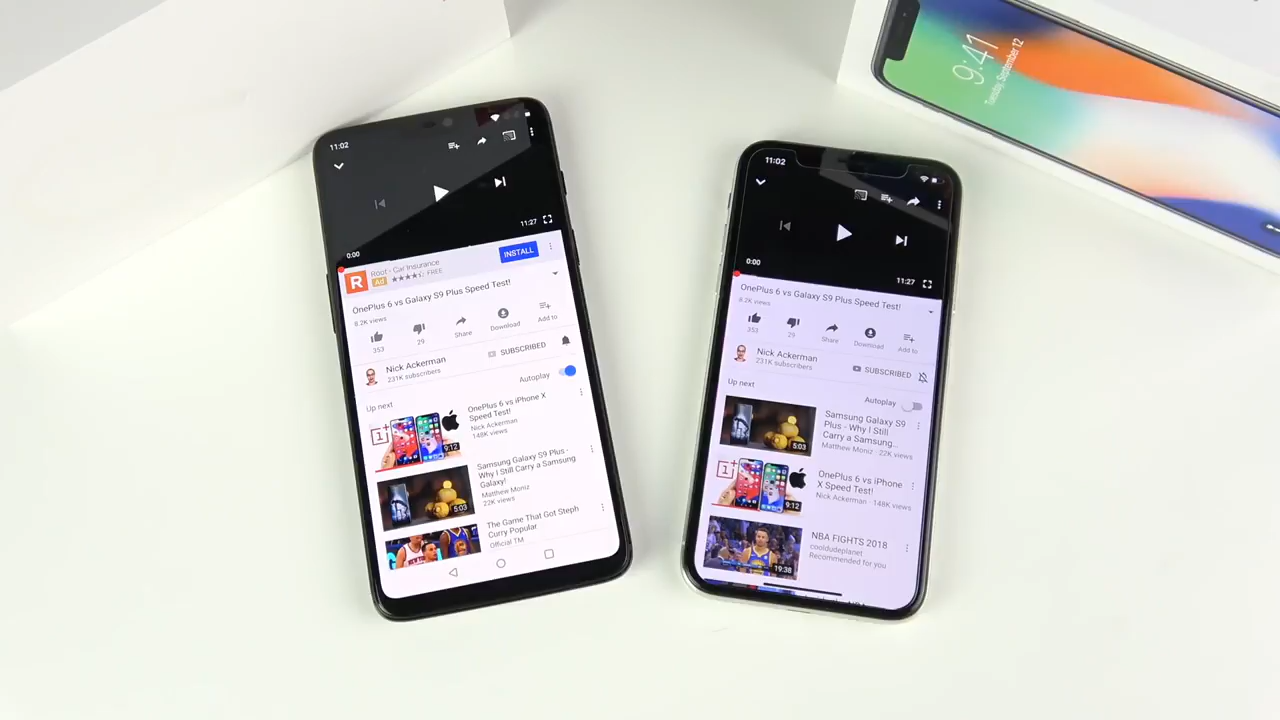 11:02
11:27
0:00
R
Root - Car Insurance
Ad
FREE
INSTALL
OnePlus 6 vs Galaxy S9 Plus Speed Test!
8.2K views
353
29
Share
Download
Add to
Nick Ackerman
231K subscribers
SUBSCRIBED
Autoplay
Up next
9:12
OnePlus 6 vs iPhone X
Speed Test!
Nick Ackerman
148K views
5:03
Samsung Galaxy S9 Plus -
Why I Still Carry a Samsung
Galaxy!
Matthew Moniz
22K views
The Game That Got Steph
Curry Popular
Official TM
11:02
0:00
11:27
OnePlus 6 vs Galaxy S9 Plus Speed Test!
8.2K views
353
29
Share
Download
Add to
Nick Ackerman
231K subscribers
SUBSCRIBED
Up next
Autoplay
5:03
Samsung Galaxy S9
Plus - Why I Still
Carry a Samsung...
Matthew Moniz · 22K views
9:12
OnePlus 6 vs iPhone
X Speed Test!
Nick Ackerman · 148K views
19:38
NBA FIGHTS 2018
cooldudeplanet
Recommended for you
9:41
Tuesday, September 12